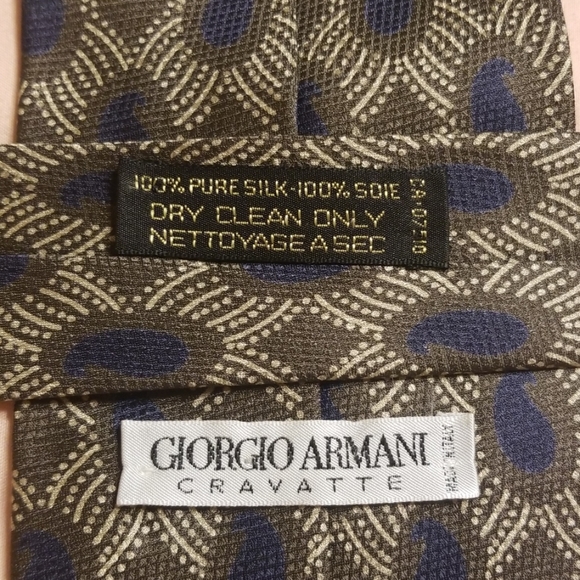 100% PURE SILK-100% SOIE
DRY CLEAN ONLY
NETTOYAGE A SEC
GIORGIO ARMANI
CRAVATTE
MADE IN ITALY